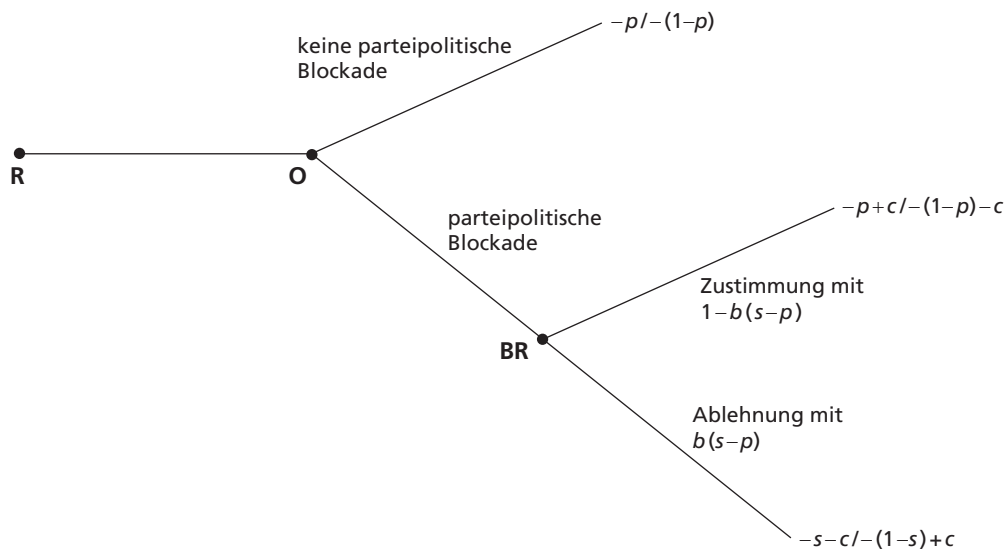 −p/−(1−p)
keine parteipolitische
Blockade
R
O
parteipolitische
Blockade
−p+c/−(1−p)−c
Zustimmung mit
1−b(s−p)
BR
Ablehnung mit
b(s−p)
−s−c/−(1−s)+c